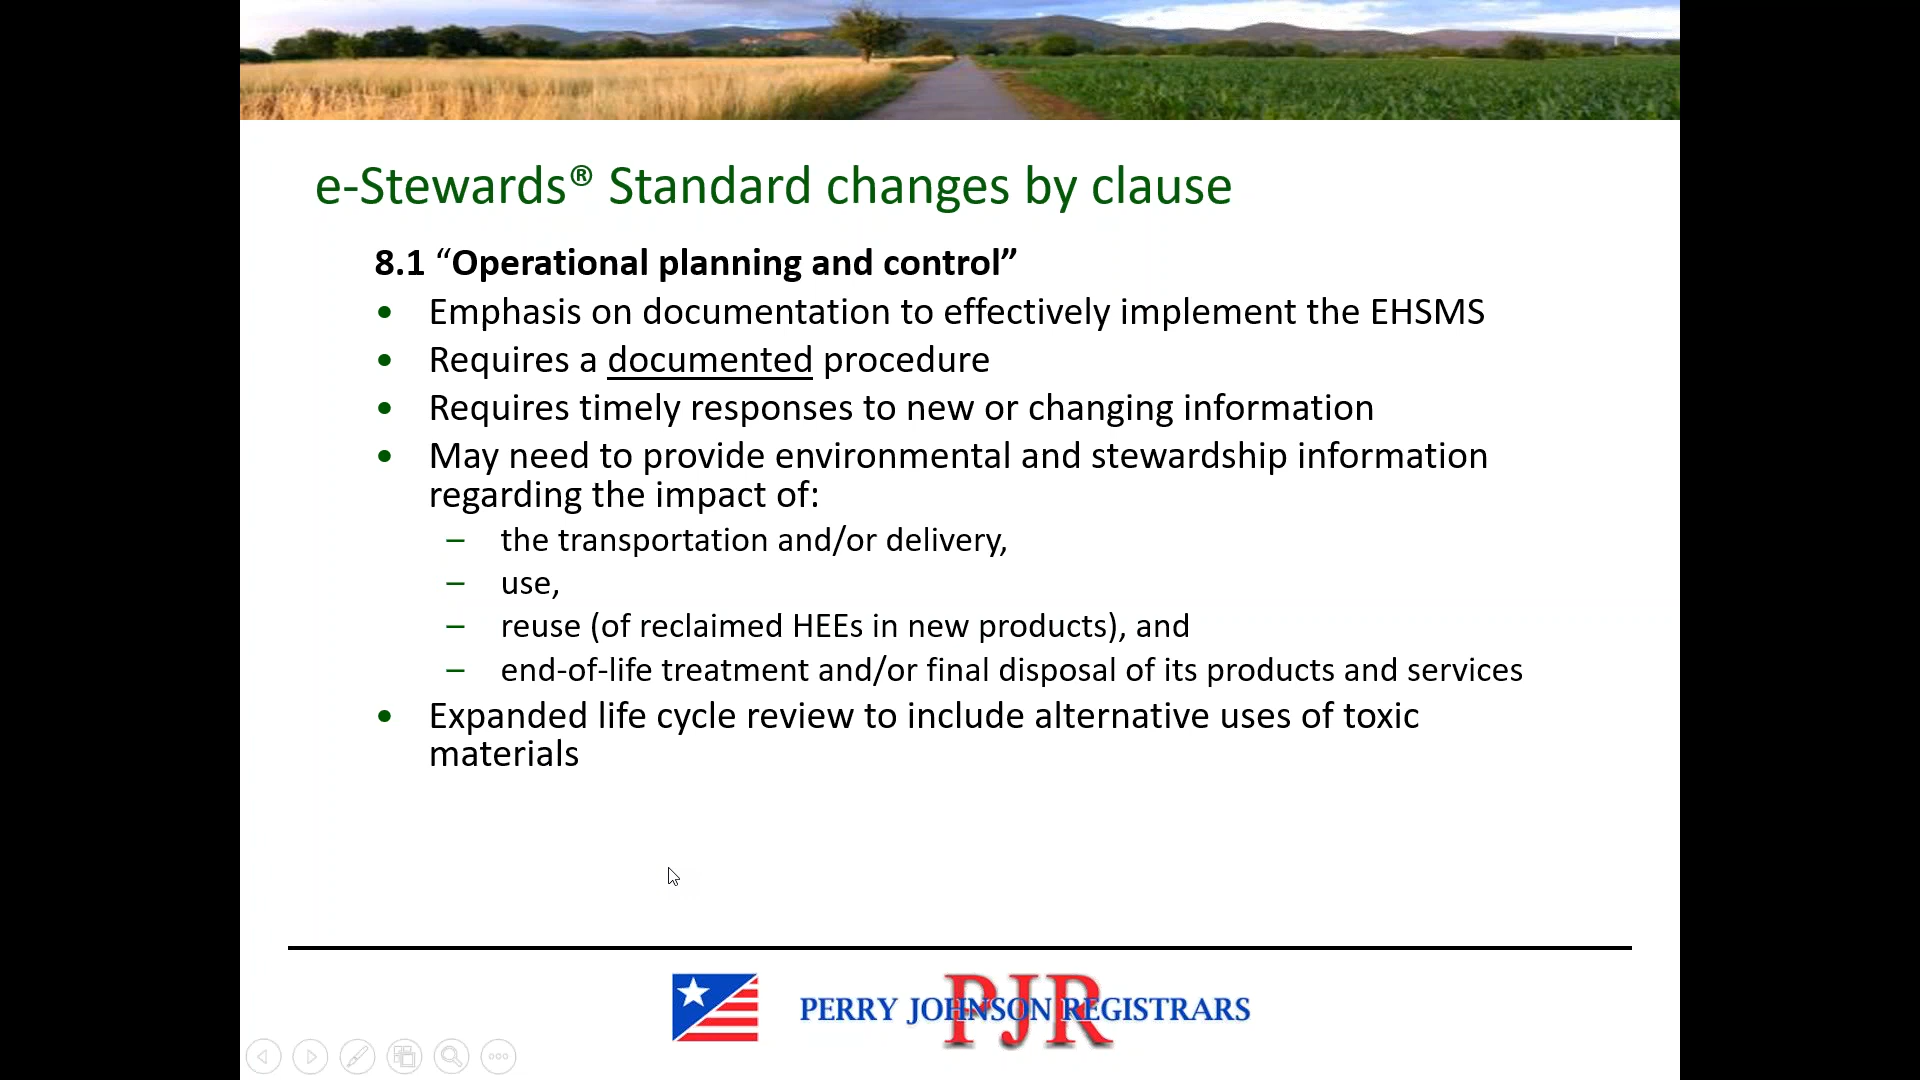 e-Stewards® Standard changes by clause
8.1 “Operational planning and control”
• Emphasis on documentation to effectively implement the EHSMS
• Requires a documented procedure
• Requires timely responses to new or changing information
• May need to provide environmental and stewardship information
regarding the impact of:
– the transportation and/or delivery,
– use,
– reuse (of reclaimed HEEs in new products), and
– end-of-life treatment and/or final disposal of its products and services
• Expanded life cycle review to include alternative uses of toxic
materials
PJR
PERRY JOHNSON REGISTRARS